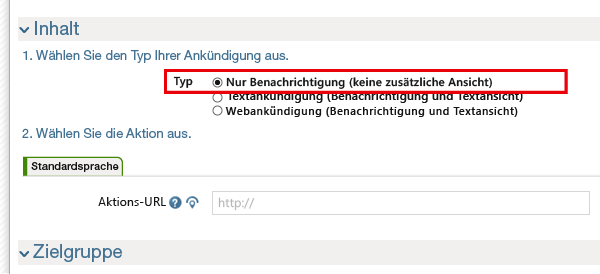 Inhalt
1. Wählen Sie den Typ Ihrer Ankündigung aus.
Typ Nur Benachrichtigung (keine zusätzliche Ansicht)
Textankündigung (Benachrichtigung und Textansicht)
Webankündigung (Benachrichtigung und Textansicht)
2. Wählen Sie die Aktion aus.
Standardsprache
Aktions-URL ? http://
Zielgruppe